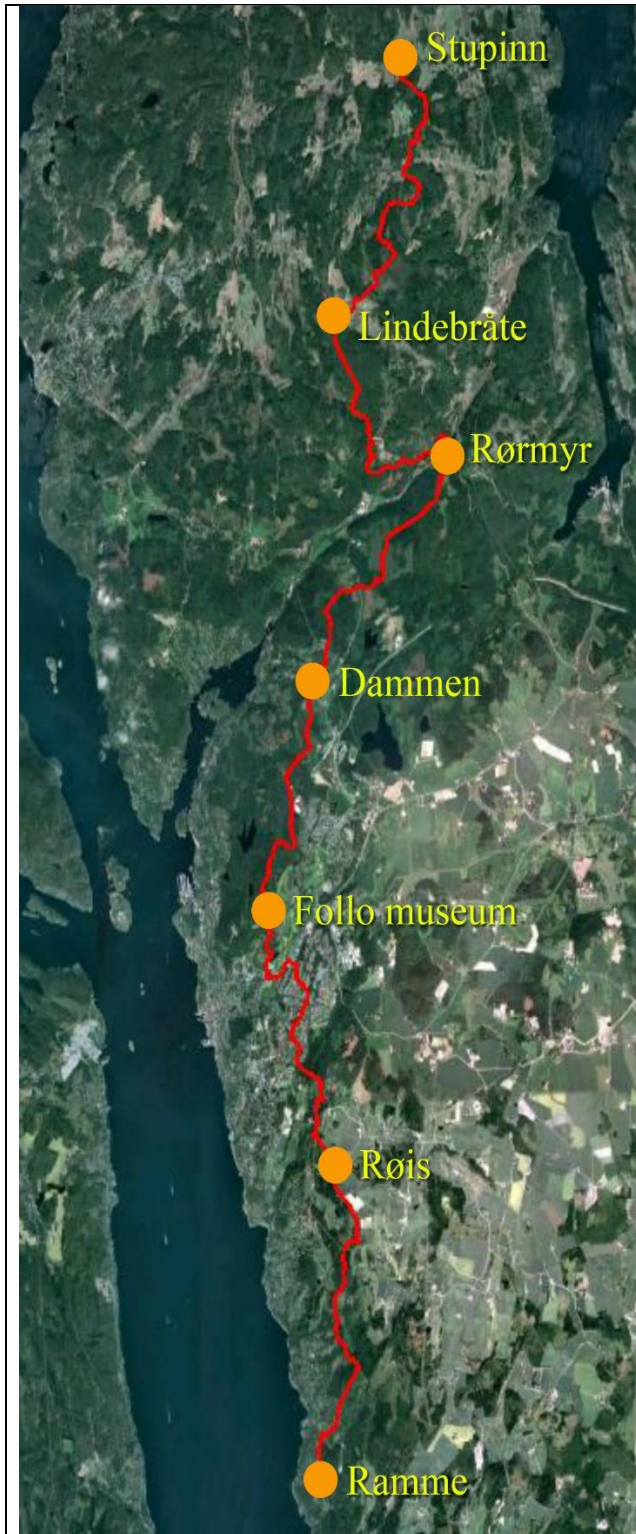 Stupinn
Lindebråte
Rørmyr
Dammen
Follo museum
Røis
Ramme